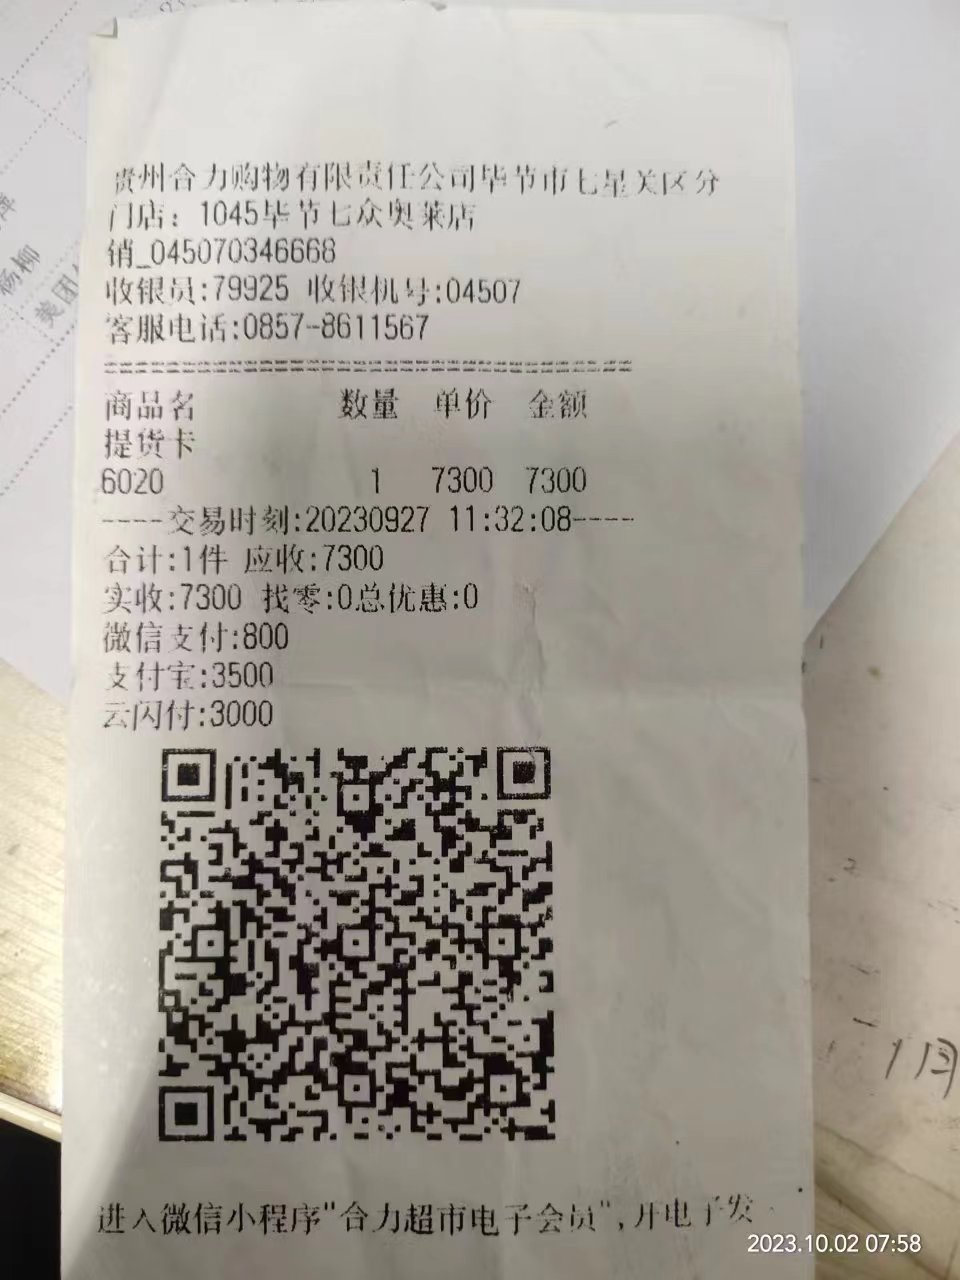 杨柳
美团
贵州合力购物有限责任公司毕节市七星关区分
门店：1045毕节七众奥莱店
销_045070346668
收银员:79925 收银机号:04507
客服电话:0857-8611567
商品名 数量 单价 金额
提货卡
6020 1 7300 7300
----交易时刻:20230927 11:32:08----
合计:1件 应收:7300
实收:7300 找零:0总优惠:0
微信支付:800
支付宝:3500
云闪付:3000
1月
进入微信小程序"合力超市电子会员",开电子发
2023.10.02 07:58